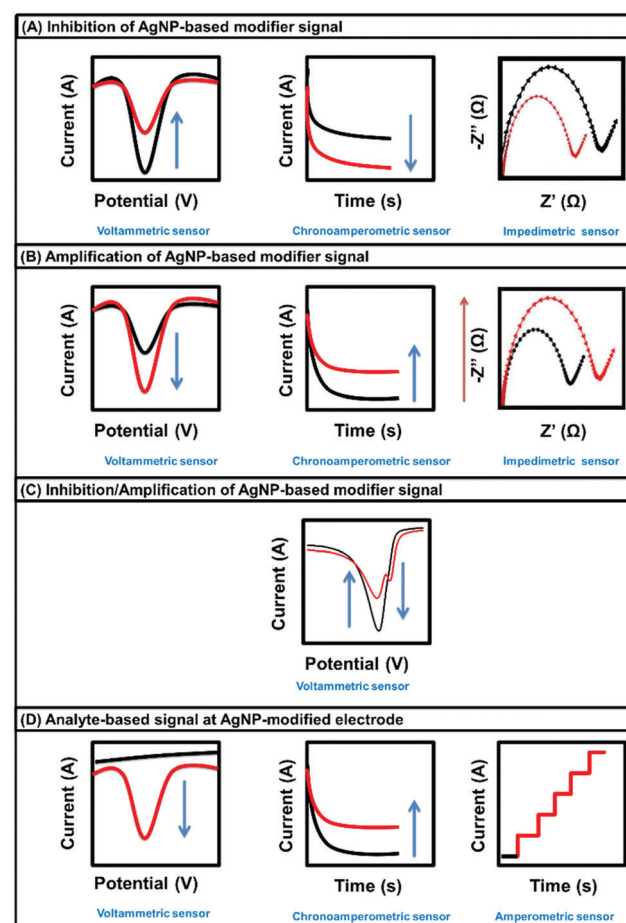 (A) Inhibition of AgNP-based modifier signal
Current (A)
Potential (V)
Voltammetric sensor
Current (A)
Time (s)
Chronoamperometric sensor
-Z" (Ω)
Z' (Ω)
Impedimetric sensor
(B) Amplification of AgNP-based modifier signal
Current (A)
Potential (V)
Voltammetric sensor
Current (A)
Time (s)
Chronoamperometric sensor
-Z" (Ω)
Z' (Ω)
Impedimetric sensor
(C) Inhibition/Amplification of AgNP-based modifier signal
Current (A)
Potential (V)
Voltammetric sensor
(D) Analyte-based signal at AgNP-modified electrode
Current (A)
Potential (V)
Voltammetric sensor
Current (A)
Time (s)
Chronoamperometric sensor
Current (A)
Time (s)
Amperometric sensor